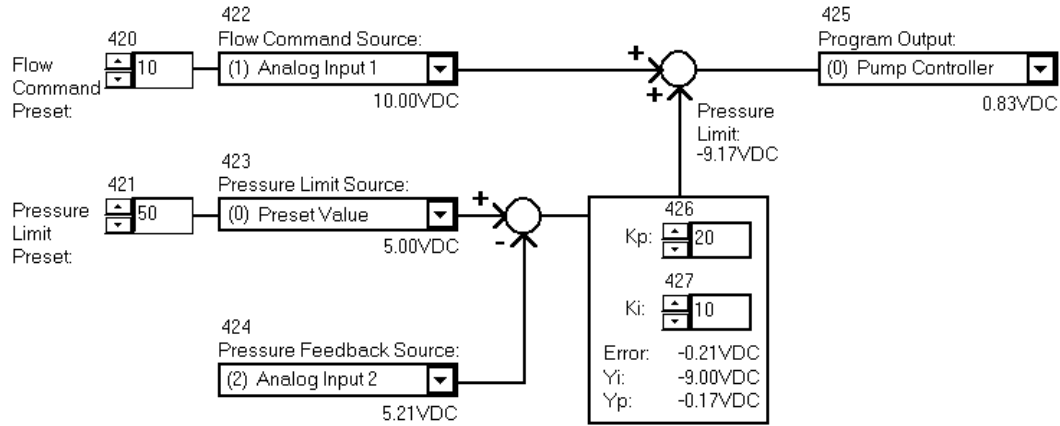 420
Flow
Command
Preset:
10
422
Flow Command Source:
(1) Analog Input 1
10.00VDC
+
+
425
Program Output:
(0) Pump Controller
0.83VDC
Pressure
Limit:
-9.17VDC
421
Pressure
Limit
Preset:
50
423
Pressure Limit Source:
(0) Preset Value
5.00VDC
+
-
424
Pressure Feedback Source:
(2) Analog Input 2
5.21VDC
426
Kp: 20
427
Ki: 10
Error: -0.21VDC
Yi: -9.00VDC
Yp: -0.17VDC